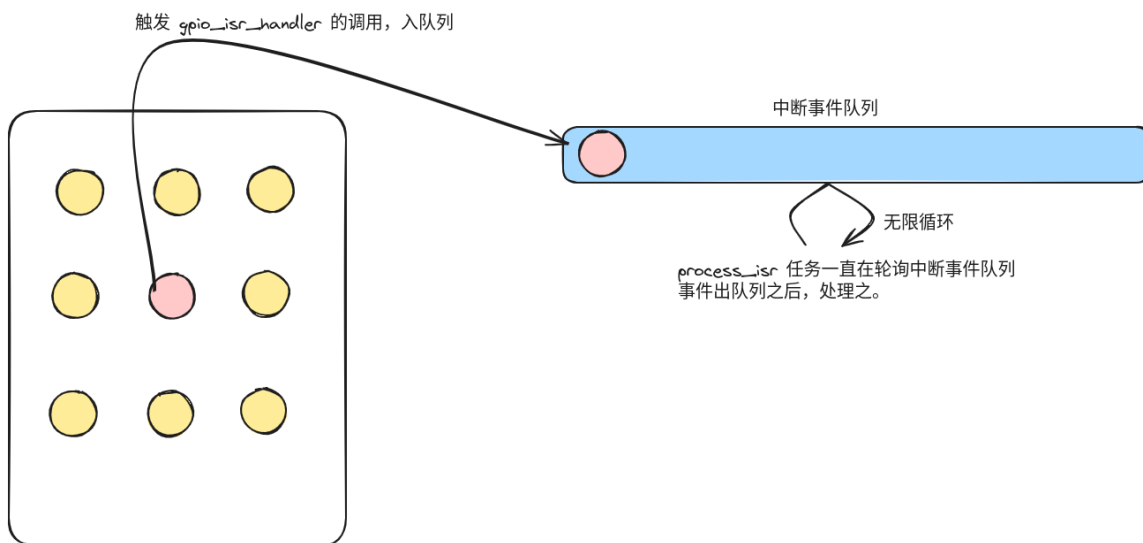 触发 gpio_isr_handler 的调用，入队列
中断事件队列
无限循环
process_isr 任务一直在轮询中断事件队列
事件出队列之后，处理之。